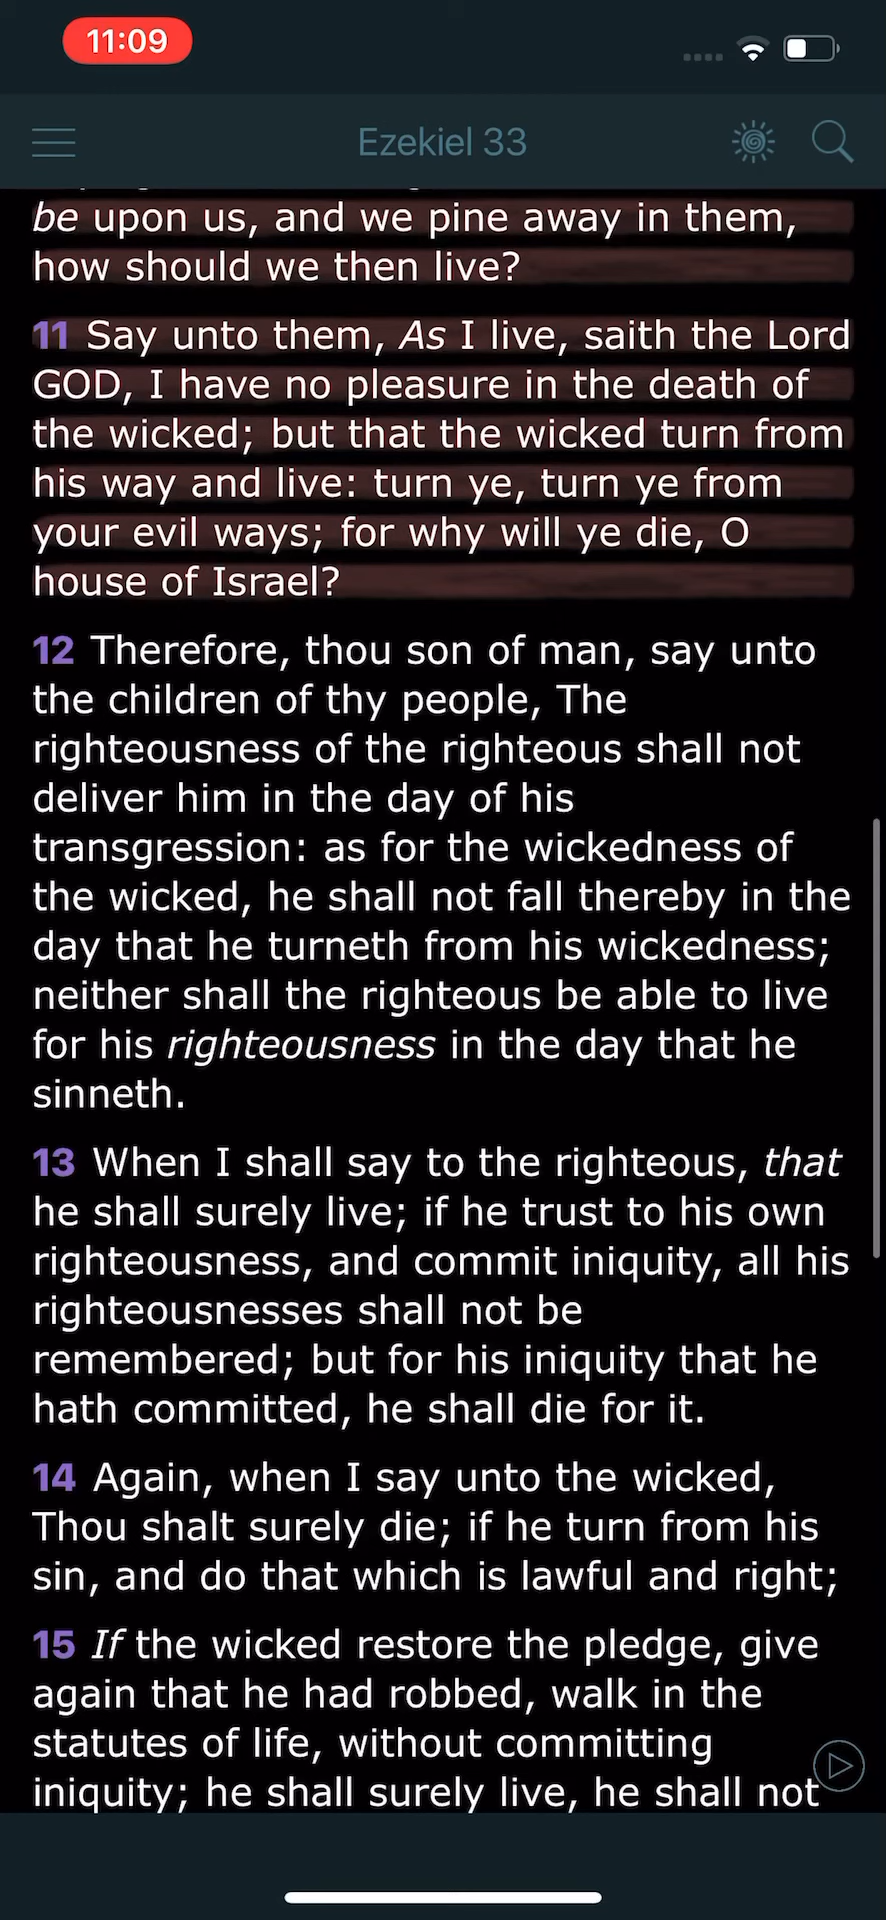 11:09
Ezekiel 33
be upon us, and we pine away in them,
how should we then live?
11 Say unto them, As I live, saith the Lord
GOD, I have no pleasure in the death of
the wicked; but that the wicked turn from
his way and live: turn ye, turn ye from
your evil ways; for why will ye die, O
house of Israel?
12 Therefore, thou son of man, say unto
the children of thy people, The
righteousness of the righteous shall not
deliver him in the day of his
transgression: as for the wickedness of
the wicked, he shall not fall thereby in the
day that he turneth from his wickedness;
neither shall the righteous be able to live
for his righteousness in the day that he
sinneth.
13 When I shall say to the righteous, that
he shall surely live; if he trust to his own
righteousness, and commit iniquity, all his
righteousnesses shall not be
remembered; but for his iniquity that he
hath committed, he shall die for it.
14 Again, when I say unto the wicked,
Thou shalt surely die; if he turn from his
sin, and do that which is lawful and right;
15 If the wicked restore the pledge, give
again that he had robbed, walk in the
statutes of life, without committing
iniquity; he shall surely live, he shall not